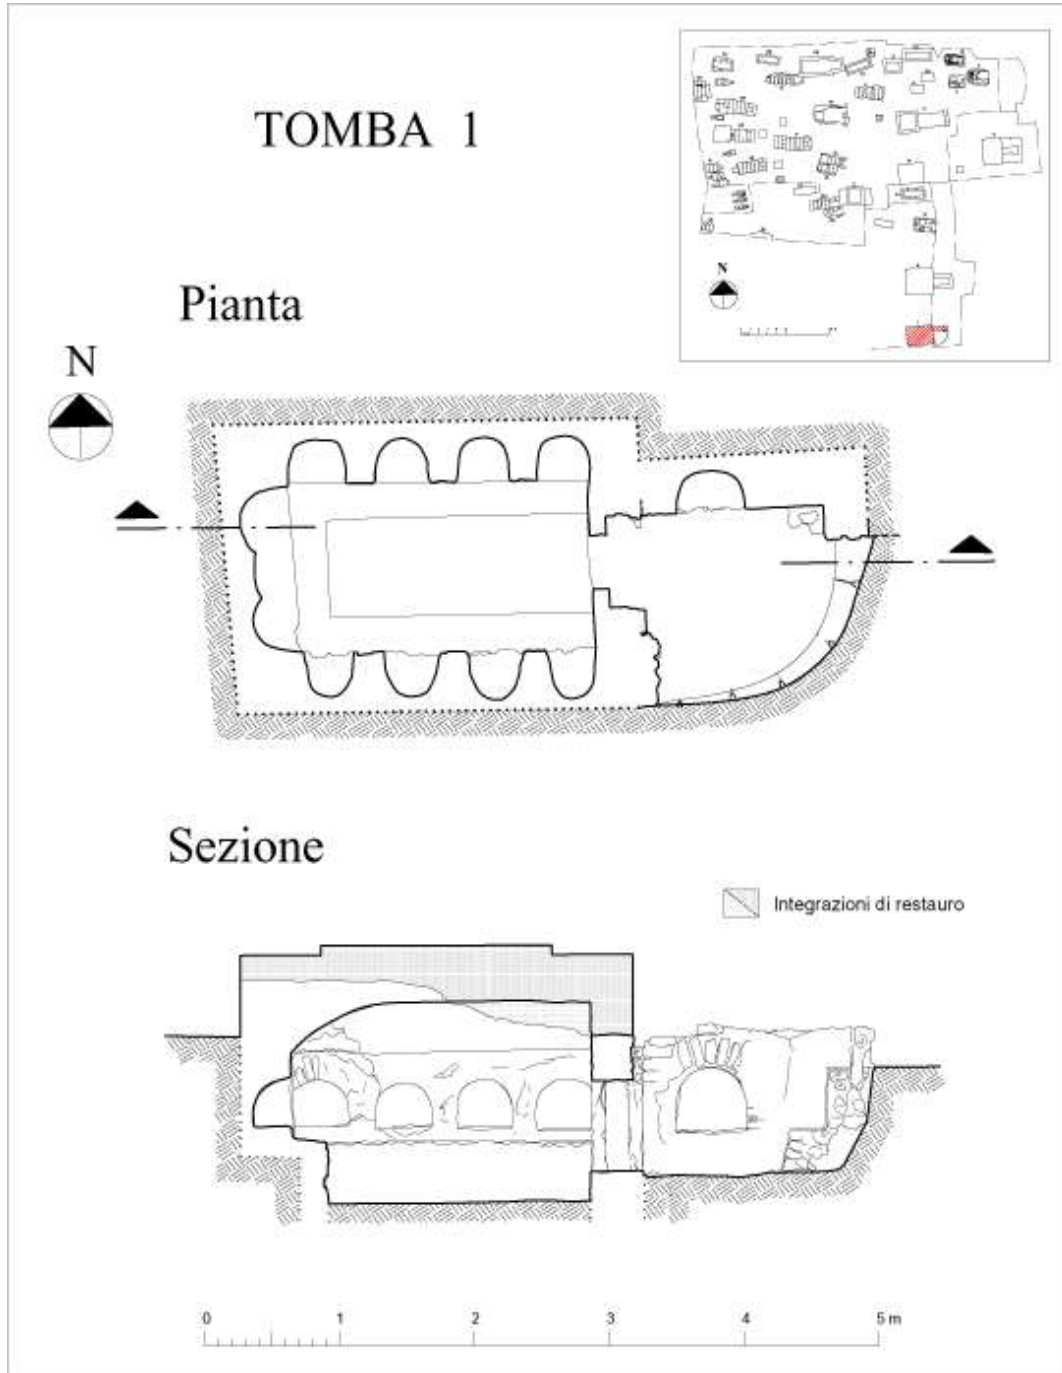 TOMBA 1
N
Pianta
N
Sezione
Integrazioni di restauro
0 1 2 3 4 5 m